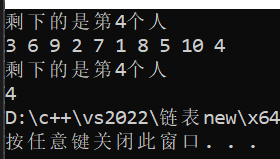 剩下的是第4个人
3 6 9 2 7 1 8 5 10 4
剩下的是第4个人
4
D:\c++\vs2022\链表new\x64
按任意键关闭此窗口. . .